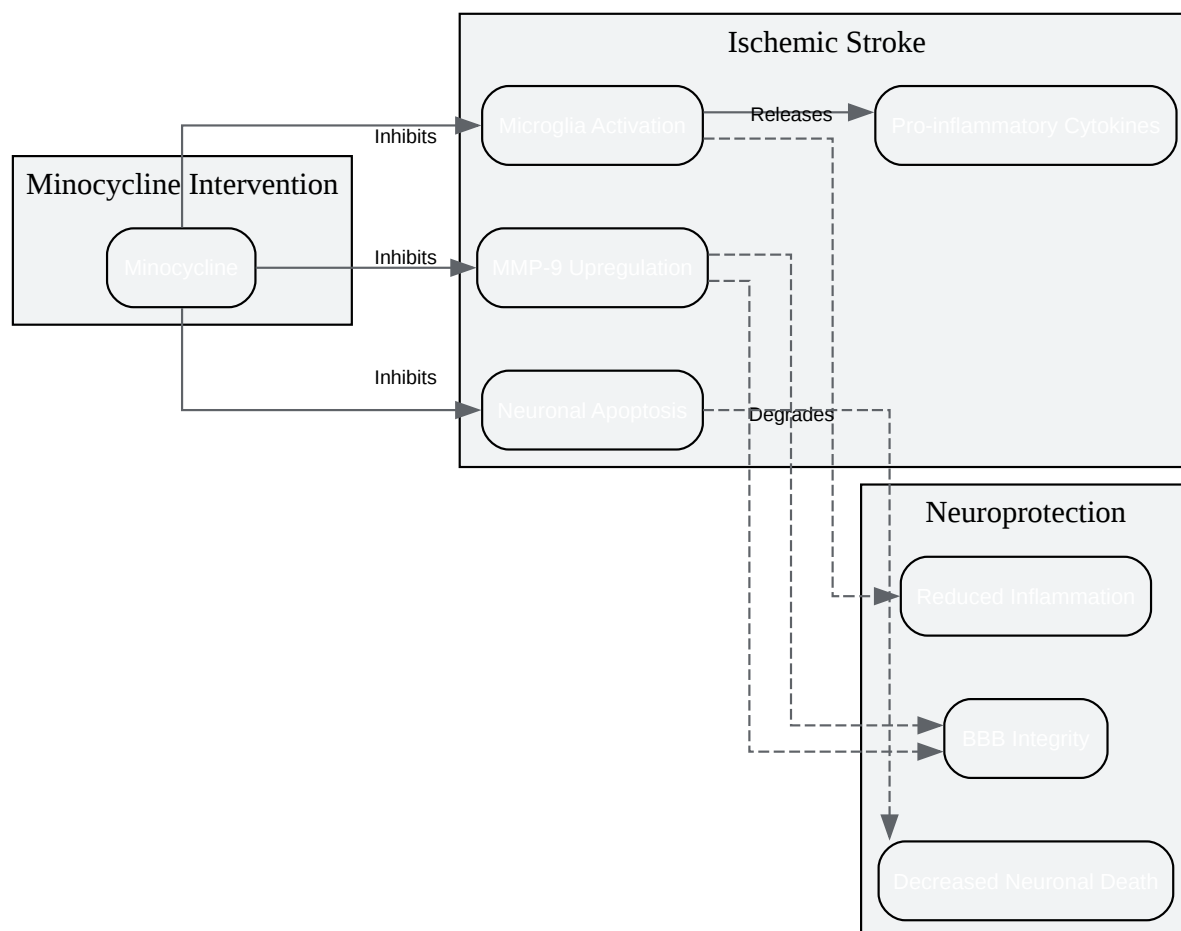 Ischemic Stroke
Microglia Activation
Releases
Pro-inflammatory Cytokines
Inhibits
Minocycline Intervention
Minocycline
Inhibits
MMP-9 Upregulation
Inhibits
Neuronal Apoptosis
Degrades
Neuroprotection
Reduced Inflammation
BBB Integrity
Decreased Neuronal Death